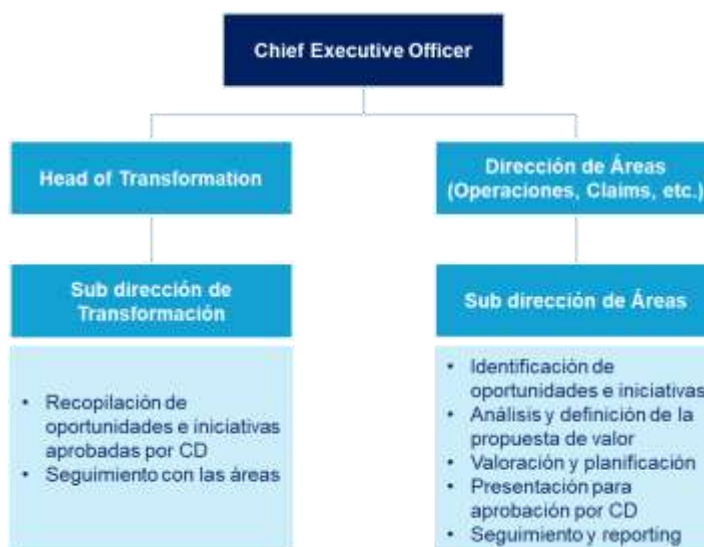 Chief Executive Officer
Head of Transformation
Dirección de Áreas
(Operaciones, Claims, etc.)
Sub dirección de
Transformación
Sub dirección de Áreas
• Recopilación de
oportunidades e iniciativas
aprobadas por CD
• Seguimiento con las áreas
• Identificación de
oportunidades e iniciativas
• Análisis y definición de la
propuesta de valor
• Valoración y planificación
• Presentación para
aprobación por CD
• Seguimiento y reporting